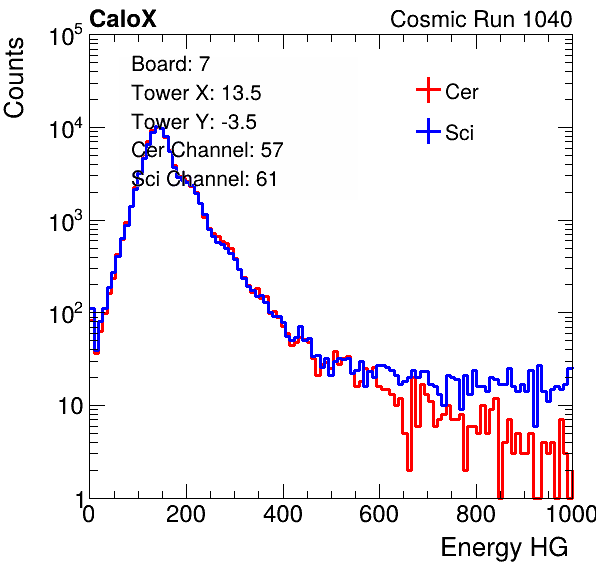 CaloX Cosmic Run 1040
Counts
10^5
10^4
10^3
10^2
10
1
Board: 7
Tower X: 13.5
Tower Y: -3.5
Cer Channel: 57
Sci Channel: 61
Cer
Sci
0 200 400 600 800 1000
Energy HG